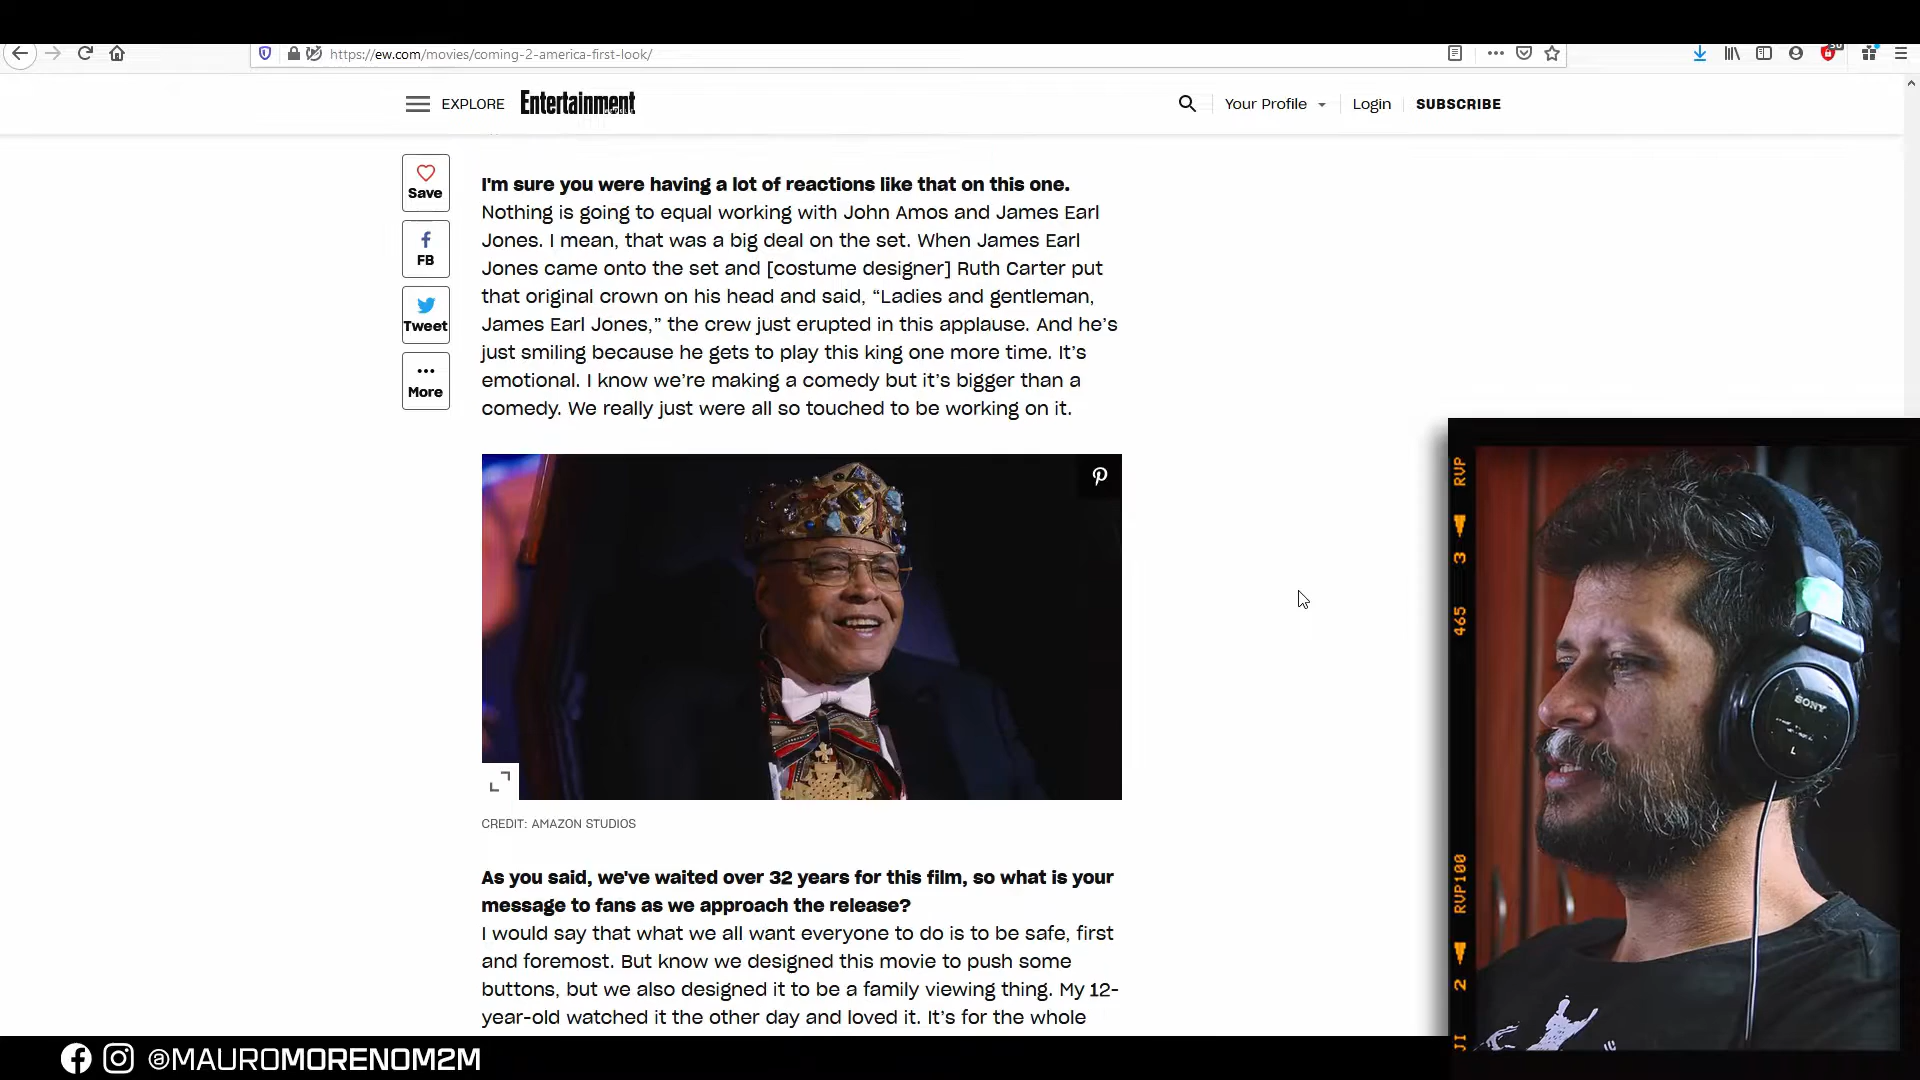 https://ew.com/movies/coming-2-america-first-look/
EXPLORE
Entertainment
Your Profile
Login
SUBSCRIBE
Save
FB
Tweet
More
I'm sure you were having a lot of reactions like that on this one.
Nothing is going to equal working with John Amos and James Earl
Jones. I mean, that was a big deal on the set. When James Earl
Jones came onto the set and [costume designer] Ruth Carter put
that original crown on his head and said, “Ladies and gentleman,
James Earl Jones,” the crew just erupted in this applause. And he’s
just smiling because he gets to play this king one more time. It’s
emotional. I know we’re making a comedy but it’s bigger than a
comedy. We really just were all so touched to be working on it.
CREDIT: AMAZON STUDIOS
As you said, we've waited over 32 years for this film, so what is your
message to fans as we approach the release?
I would say that what we all want everyone to do is to be safe, first
and foremost. But know we designed this movie to push some
buttons, but we also designed it to be a family viewing thing. My 12-
year-old watched it the other day and loved it. It’s for the whole
RVP
3
465
RVP100
2
SONY
L
@MAUROMORENOM2M